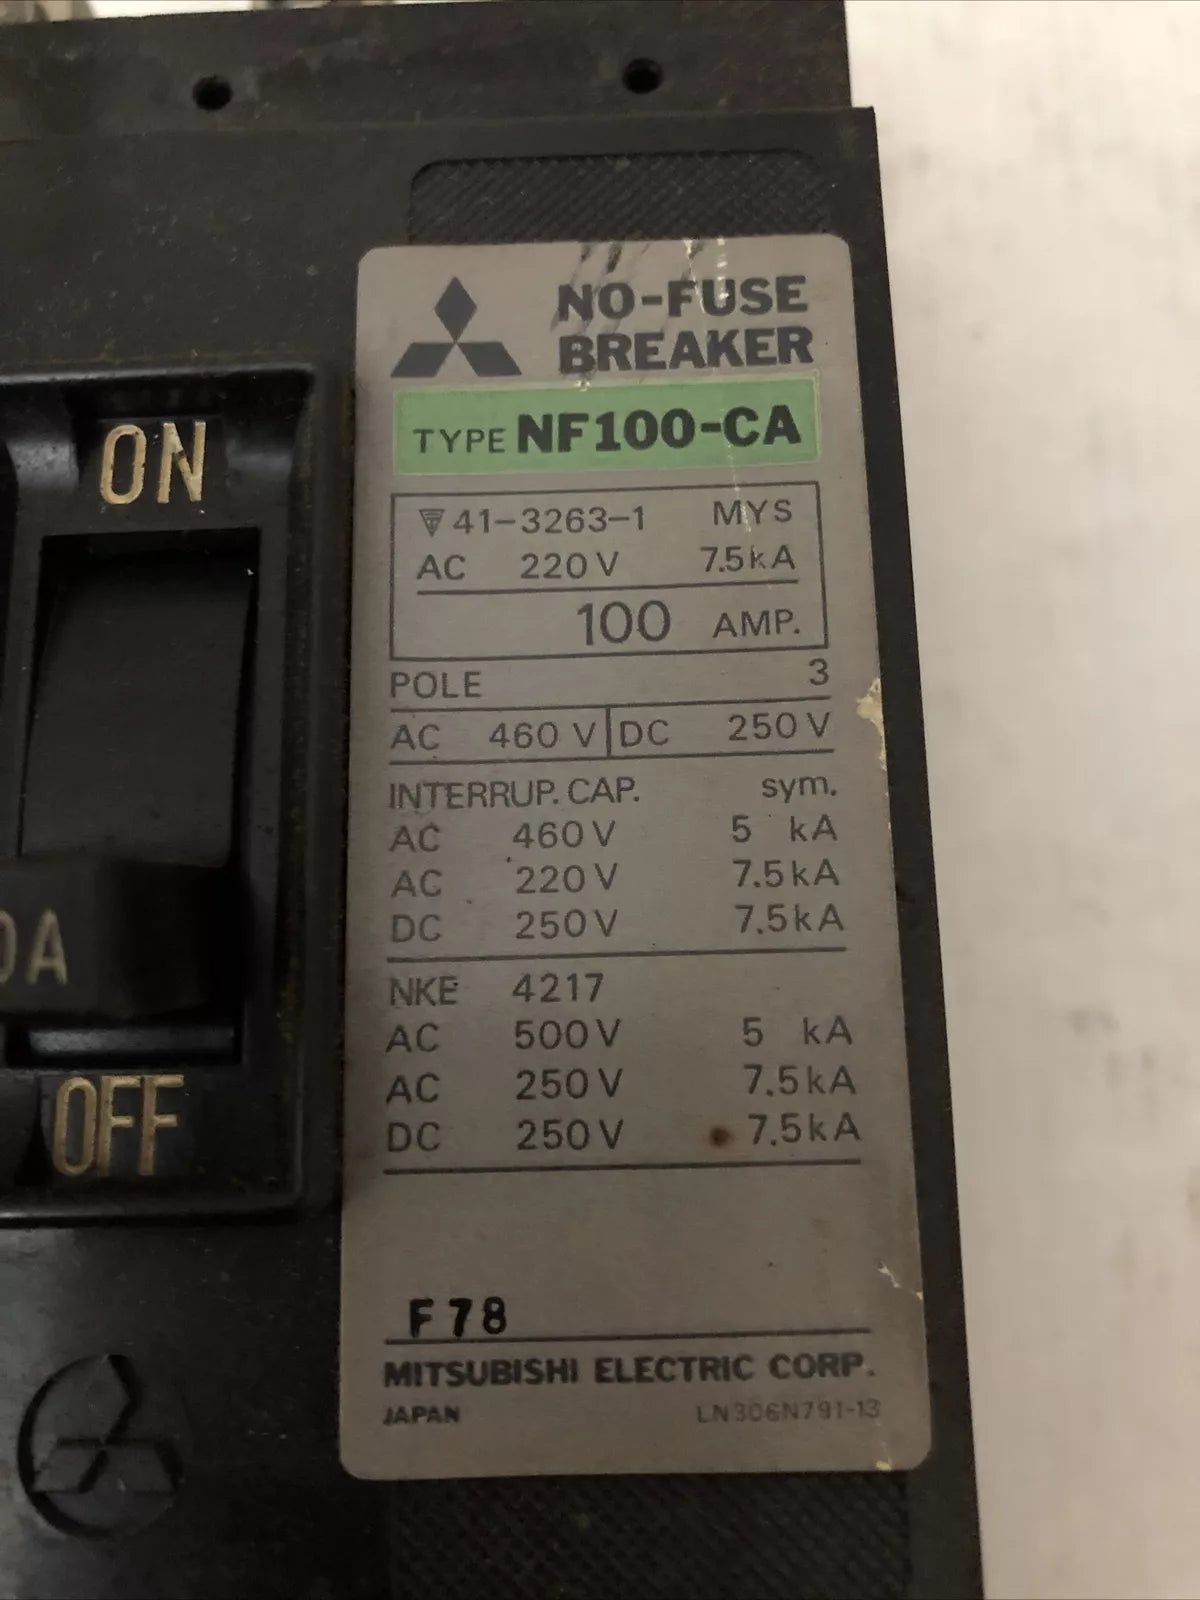 NO-FUSE
BREAKER
TYPE NF100-CA
41-3263-1 MYS
AC 220V 7.5kA
100 AMP.
POLE 3
AC 460V DC 250V
INTERRUP. CAP. sym.
AC 460V 5 kA
AC 220V 7.5kA
DC 250V 7.5kA
NKE 4217
AC 500V 5 kA
AC 250V 7.5kA
DC 250V 7.5kA
F78
MITSUBISHI ELECTRIC CORP.
JAPAN LN306N791-13
ON
0A
OFF